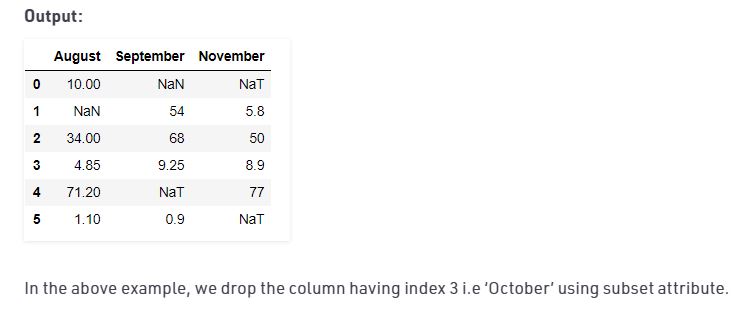 Output:
August September November
0 10.00 NaN NaT
1 NaN 54 5.8
2 34.00 68 50
3 4.85 9.25 8.9
4 71.20 NaT 77
5 1.10 0.9 NaT
In the above example, we drop the column having index 3 i.e 'October' using subset attribute.